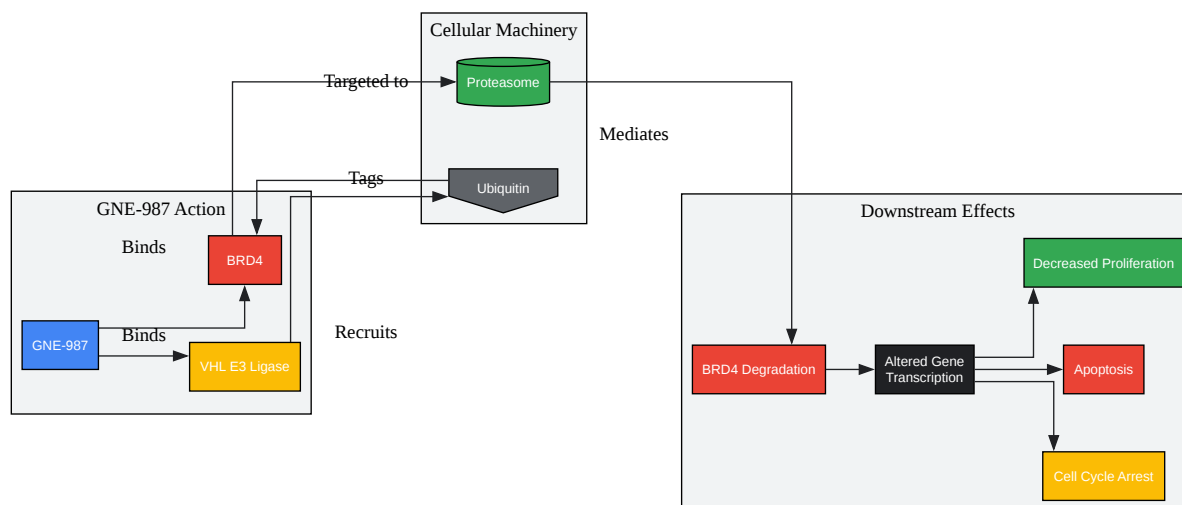 Cellular Machinery
Targeted to
Proteasome
Mediates
Tags
Ubiquitin
GNE-987 Action
Binds
BRD4
GNE-987
Binds
VHL E3 Ligase
Recruits
Downstream Effects
Decreased Proliferation
BRD4 Degradation
Altered Gene
Transcription
Apoptosis
Cell Cycle Arrest